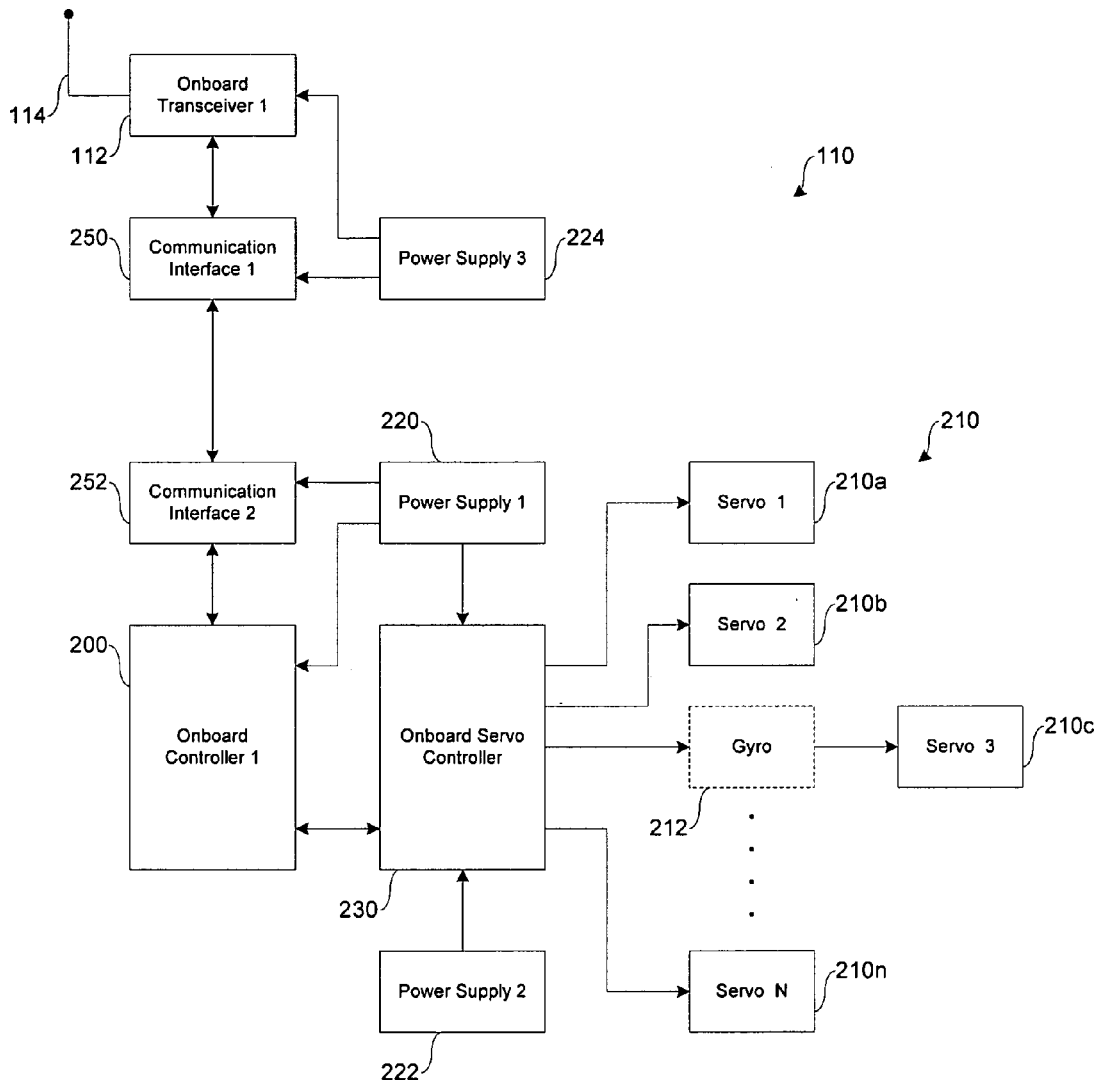 Onboard
Transceiver 1
114
112
110
250
Communication
Interface 1
Power Supply 3
224
220
210
252
Communication
Interface 2
Power Supply 1
Servo 1
210a
Servo 2
210b
200
Onboard
Controller 1
Onboard Servo
Controller
Gyro
Servo 3
210c
212
230
Power Supply 2
Servo N
210n
222